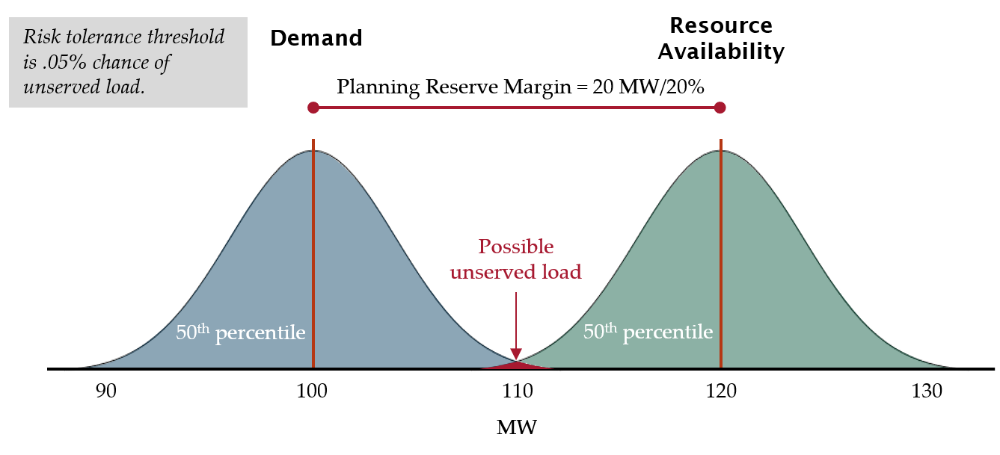 Risk tolerance threshold
is .05% chance of
unserved load.
Demand
Resource
Availability
Planning Reserve Margin = 20 MW/20%
Possible
unserved load
50th percentile
50th percentile
90
100
110
120
130
MW